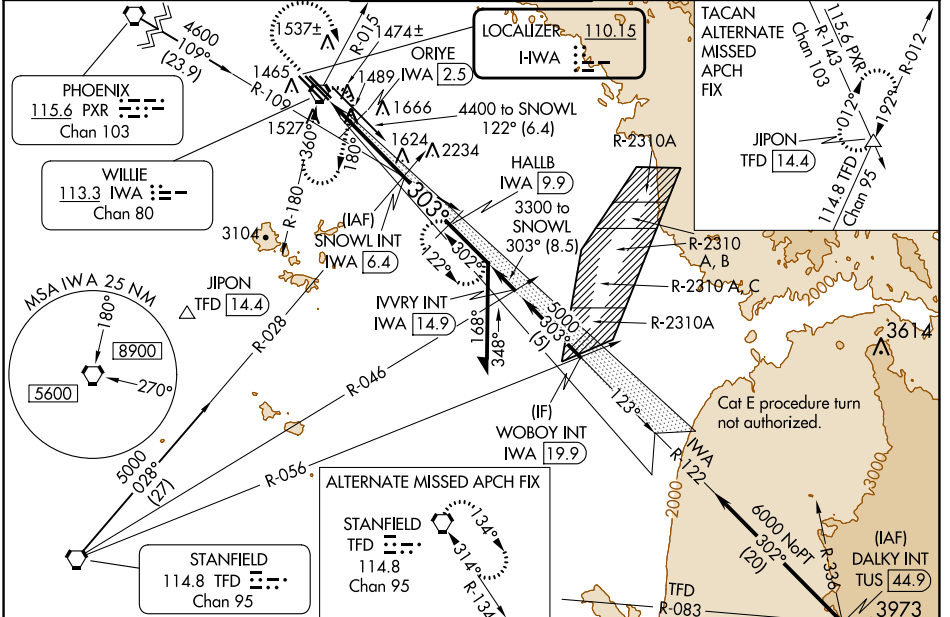 4600
109°
(23.9)
R-109
PHOENIX
115.6 PXR
Chan 103
WILLIE
113.3 IWA
Chan 80
1537±
R-015
1474±
1465
1489
1527
1666
1624
2234
ORIYE
IWA 2.5
LOCALIZER 110.15
I-IWA
4400 to SNOWL
122° (6.4)
360°
180°
R-180
303°
HALLB
IWA 9.9
3300 to
SNOWL
303° (8.5)
(IAF)
SNOWL INT
IWA 6.4
302°
122°
3104
JIPON
TFD 14.4
IVVRY INT
IWA 14.9
168°
348°
5000
303°
(5)
R-2310A
R-2310
A, B
R-2310 A, C
R-2310A
TACAN
ALTERNATE
MISSED
APCH
FIX
115.6 PXR
R-143
Chan 103
R-012
012°
192°
JIPON
TFD 14.4
114.8 TFD
Chan 95
MSA IWA 25 NM
180°
8900
5600
270°
R-028
R-046
R-056
5000
028°
(27)
(IF)
WOBOY INT
IWA 19.9
123°
IWA
R-122
3614
Cat E procedure turn
not authorized.
2000
3000
6000 NoPT
302°
(20)
R-336
(IAF)
DALKY INT
TUS 44.9
3973
TFD
R-083
STANFIELD
114.8 TFD
Chan 95
ALTERNATE MISSED APCH FIX
STANFIELD
TFD
114.8
Chan 95
134°
314°
R-134